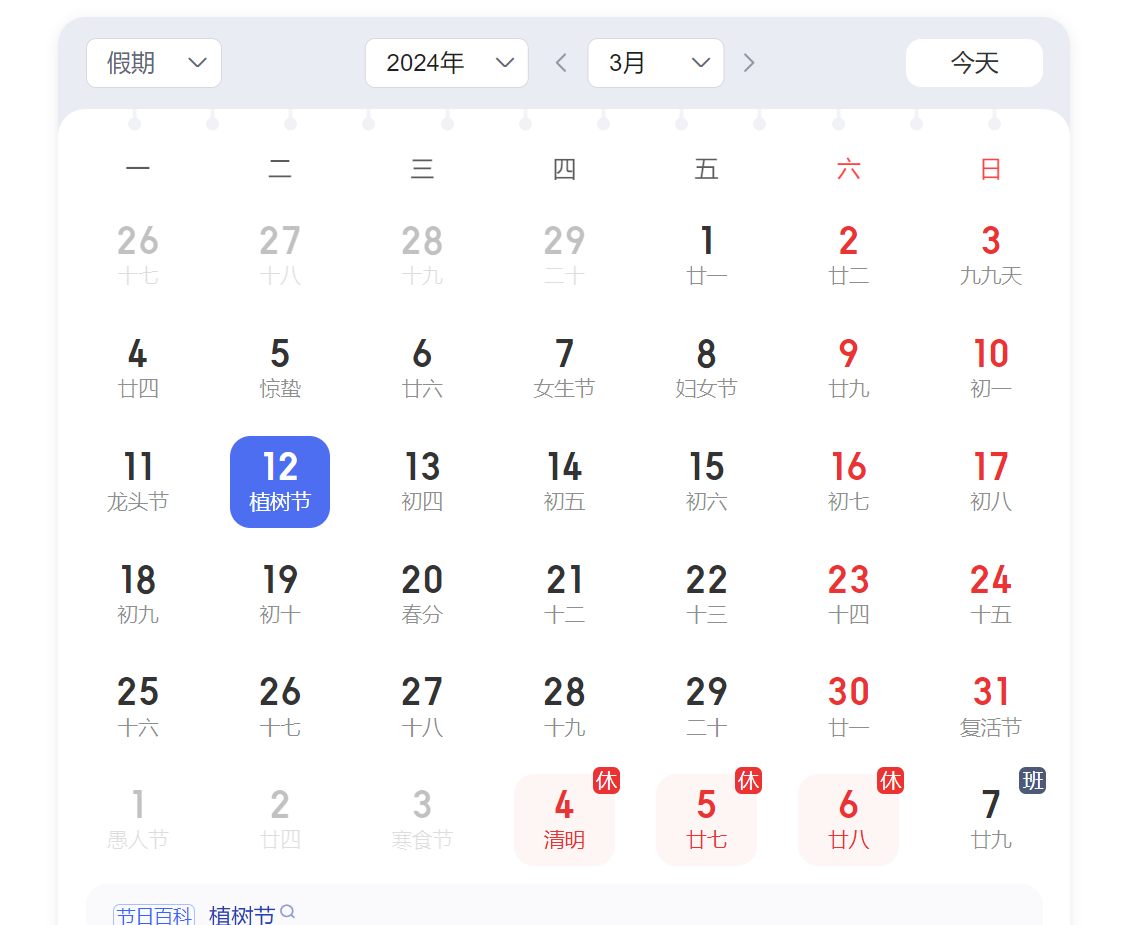 假期 2024年 3月 今天
一 二 三 四 五 六 日
26 27 28 29 1 2 3
十七 十八 十九 二十 廿一 廿二 九九天
4 5 6 7 8 9 10
廿四 惊蛰 廿六 女生节 妇女节 廿九 初一
11 12 13 14 15 16 17
龙头节 植树节 初四 初五 初六 初七 初八
18 19 20 21 22 23 24
初九 初十 春分 十二 十三 十四 十五
25 26 27 28 29 30 31
十六 十七 十八 十九 二十 廿一 复活节
休 休 休 班
1 2 3 4 5 6 7
愚人节 廿四 寒食节 清明 廿七 廿八 廿九
节日百科 植树节